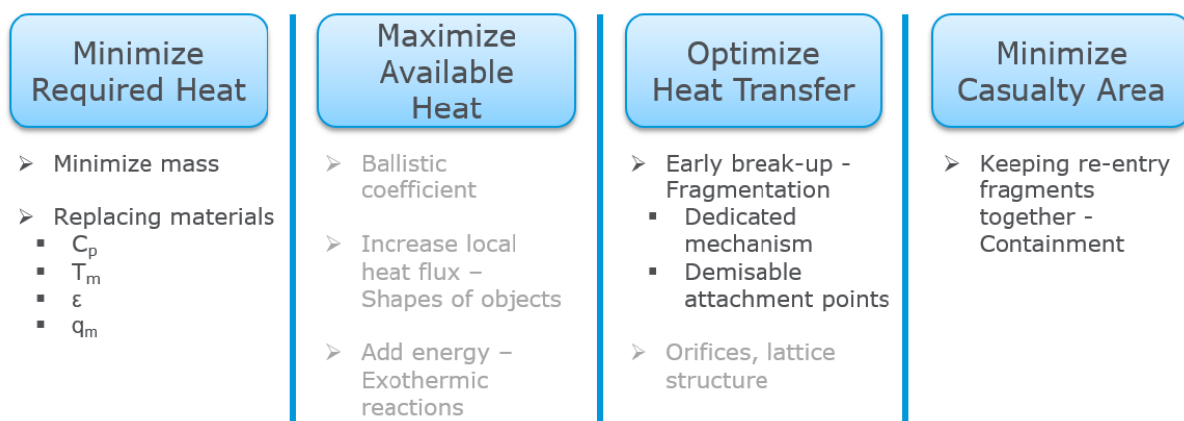 Minimize
Required Heat
➢ Minimize mass
➢ Replacing materials
▪ Cₚ
▪ Tₘ
▪ ε
▪ qₘ
Maximize
Available
Heat
➢ Ballistic
coefficient
➢ Increase local
heat flux –
Shapes of objects
➢ Add energy –
Exothermic
reactions
Optimize
Heat Transfer
➢ Early break-up -
Fragmentation
▪ Dedicated
mechanism
▪ Demisable
attachment points
➢ Orifices, lattice
structure
Minimize
Casualty Area
➢ Keeping re-entry
fragments
together -
Containment